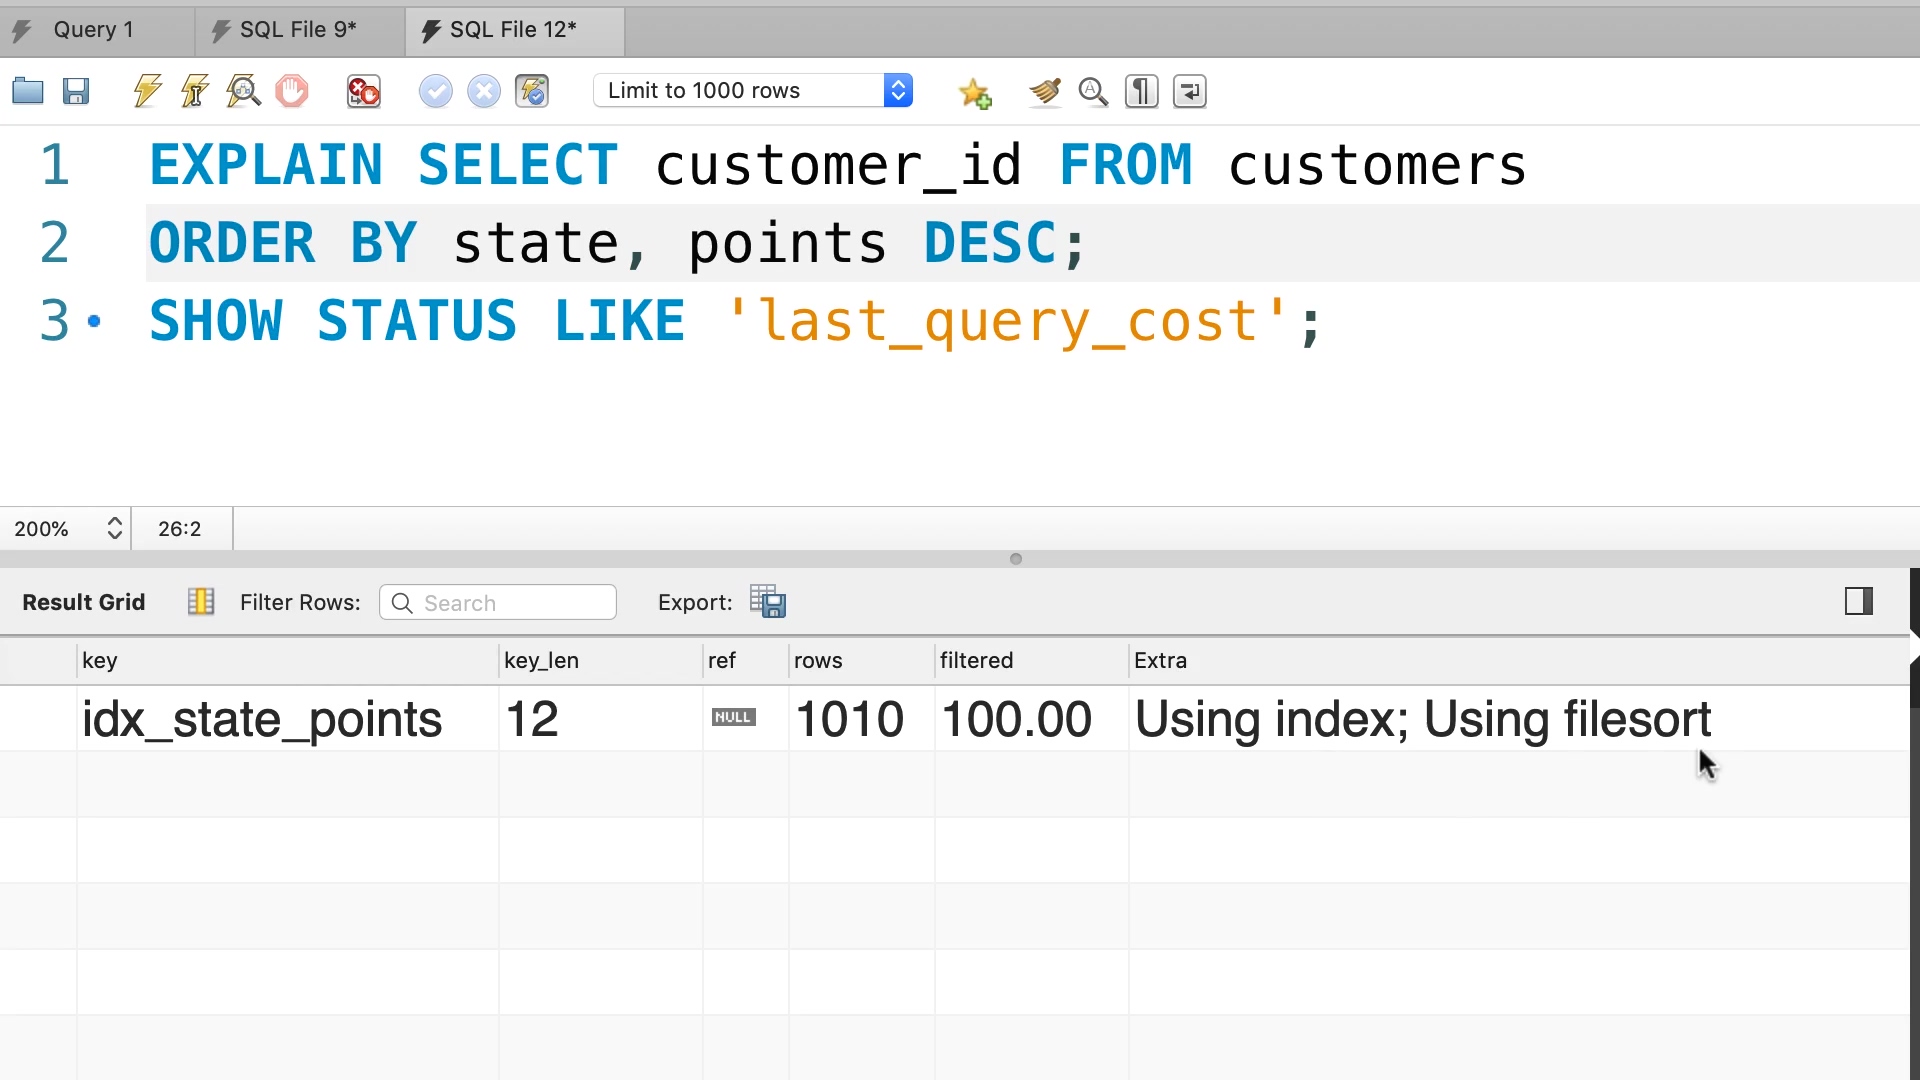 Query 1 SQL File 9* SQL File 12*
Limit to 1000 rows
1 EXPLAIN SELECT customer_id FROM customers
2 ORDER BY state, points DESC;
3 SHOW STATUS LIKE 'last_query_cost';
200% 26:2
Result Grid Filter Rows: Search Export:
key key_len ref rows filtered Extra
idx_state_points 12 NULL 1010 100.00 Using index; Using filesort